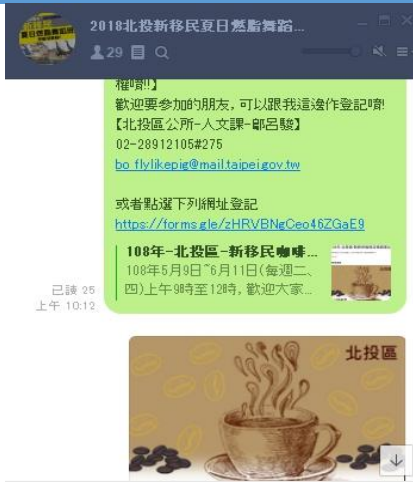 2018北投新移民夏日燃脂舞蹈...
29
權唷!!】
歡迎要參加的朋友,可以跟我這邊作登記唷!
【北投區公所-人文課-鄔呂駿】
02-28912105#275
bo_flylikepig@mail.taipei.gov.tw
或者點選下列網址登記
https://forms.gle/zHRVBNgCeo46ZGaE9
108年-北投區-新移民咖啡...
108年5月9日~6月11日(每週二、
四)上午9時至12時,歡迎大家...
已讀 25
上午 10:12
北投區